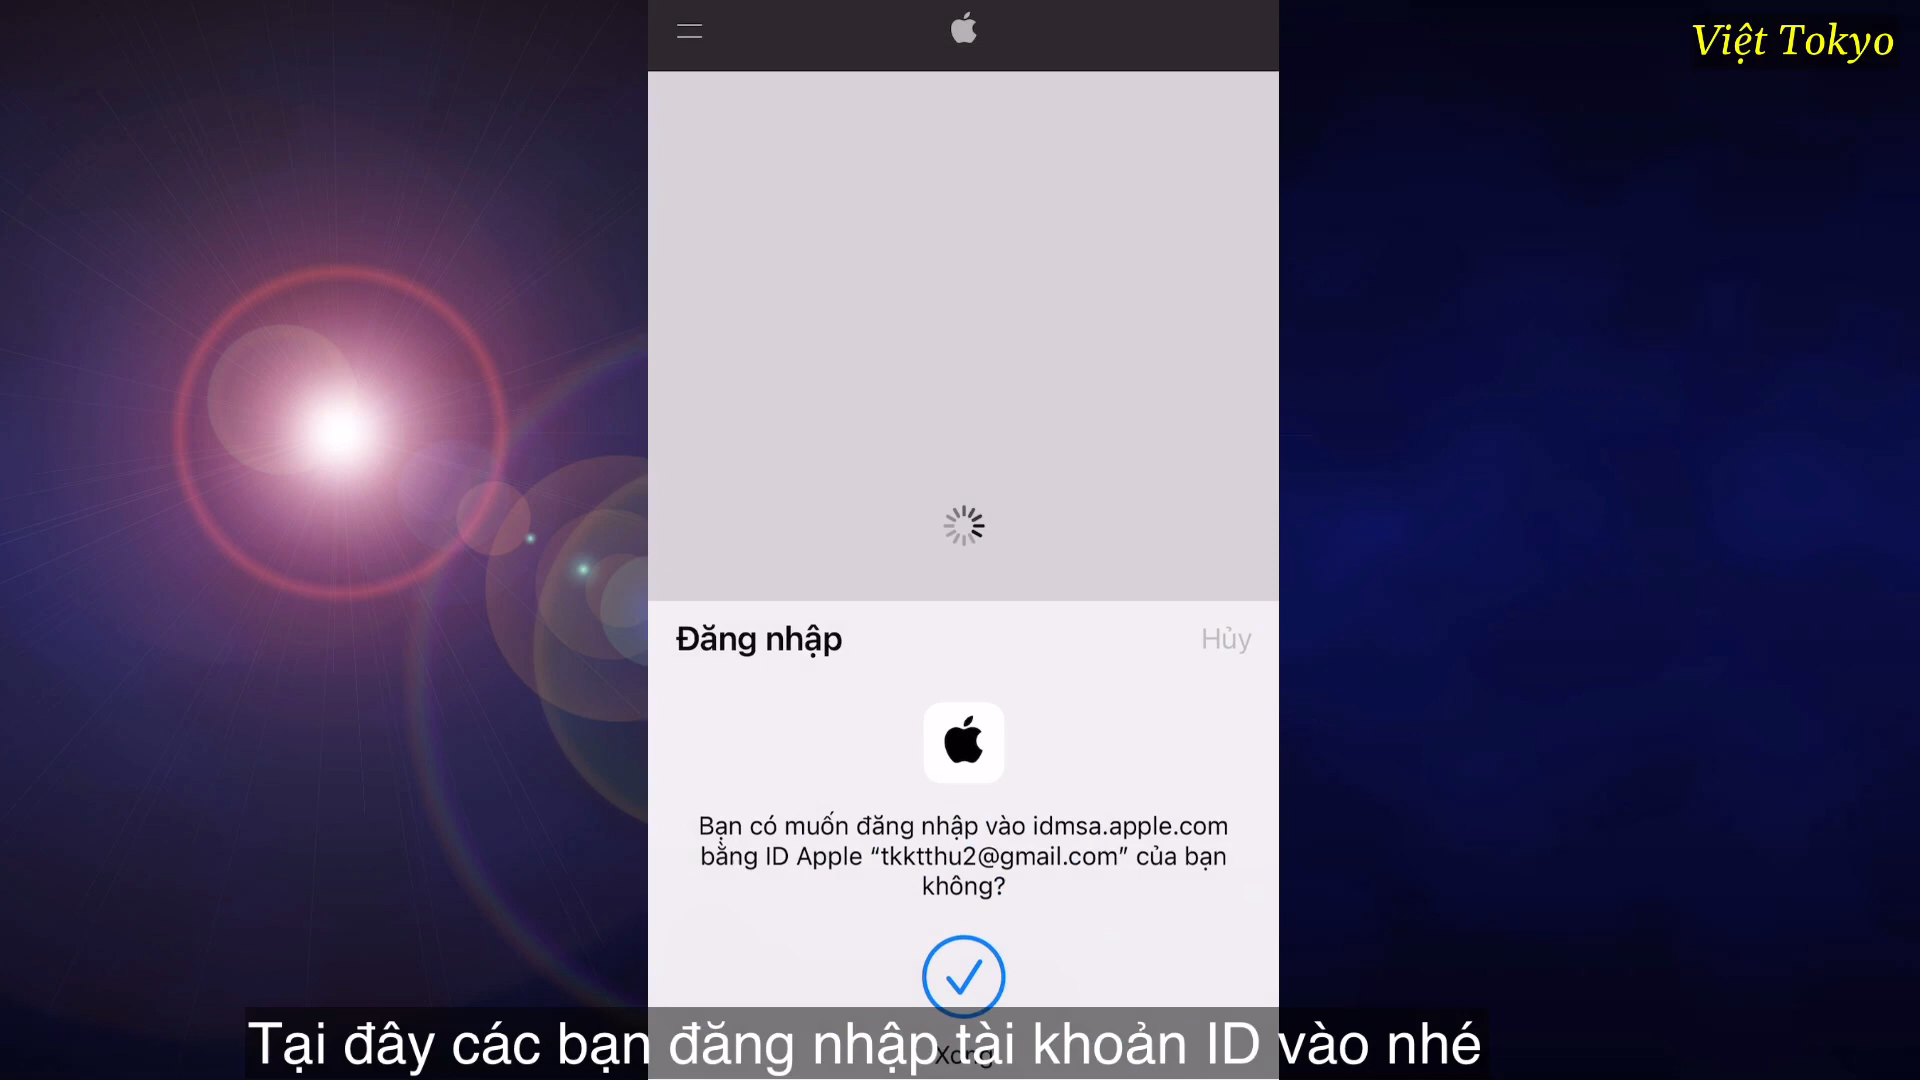 Việt Tokyo
Đăng nhập
Hủy
Bạn có muốn đăng nhập vào idmsa.apple.com
bằng ID Apple “tkktthu2@gmail.com” của bạn
không?
Xong
Tại đây các bạn đăng nhập tài khoản ID vào nhé